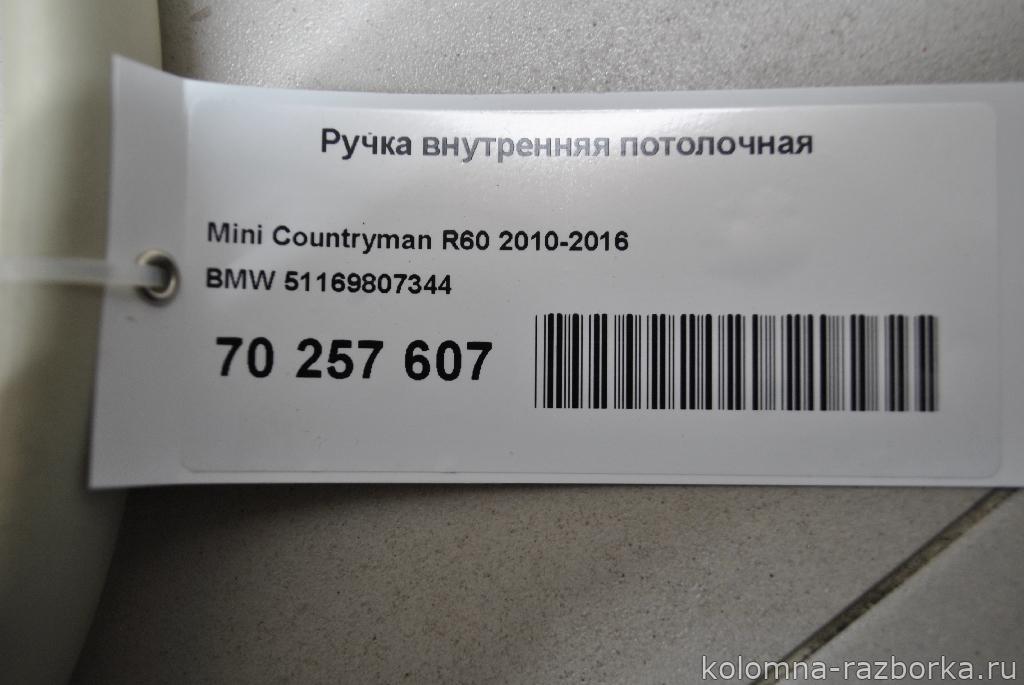 Ручка внутренняя потолочная
Mini Countryman R60 2010-2016
BMW 51169807344
70 257 607
kolomna-razborka.ru